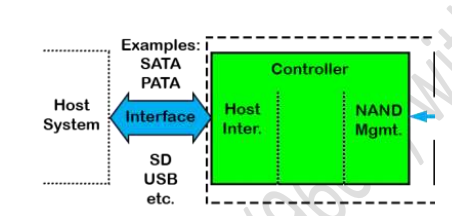 Examples:
SATA
PATA
Controller
Host
System
Interface
Host
Inter.
NAND
Mgmt.
SD
USB
etc.